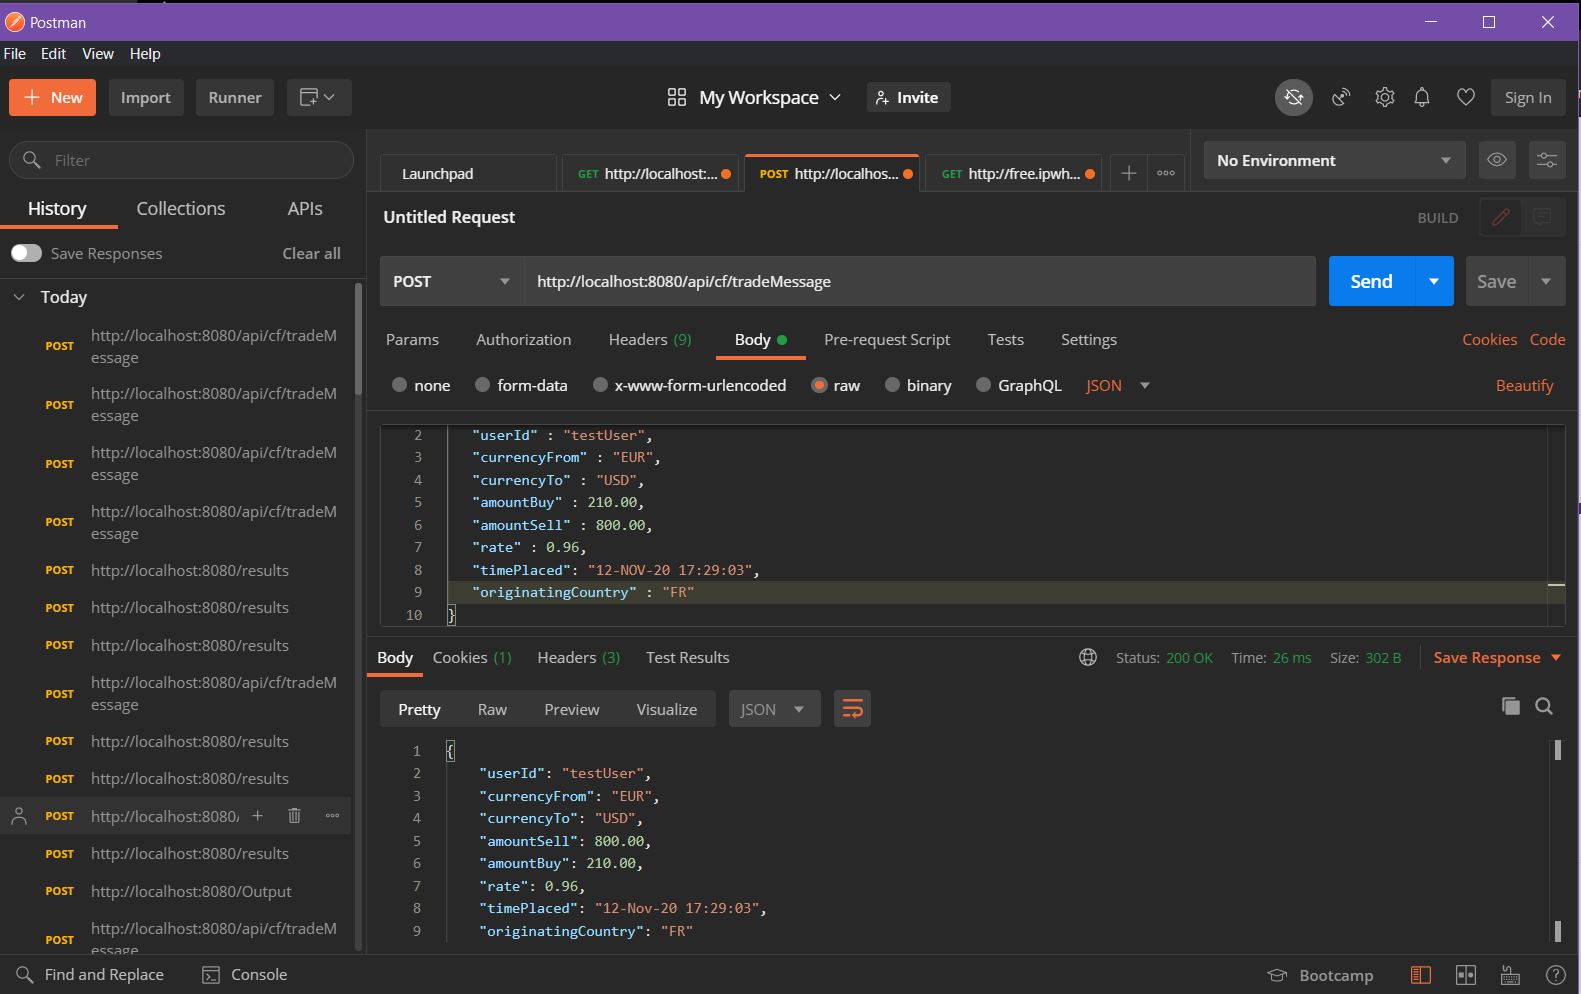 Postman
File Edit View Help
New Import Runner My Workspace Invite Sign In
Filter
History Collections APIs
Save Responses Clear all
Today
POST http://localhost:8080/api/cf/tradeM
essage
POST http://localhost:8080/api/cf/tradeM
essage
POST http://localhost:8080/api/cf/tradeM
essage
POST http://localhost:8080/api/cf/tradeM
essage
POST http://localhost:8080/results
POST http://localhost:8080/results
POST http://localhost:8080/results
POST http://localhost:8080/api/cf/tradeM
essage
POST http://localhost:8080/results
POST http://localhost:8080/results
POST http://localhost:8080/
POST http://localhost:8080/results
POST http://localhost:8080/Output
POST http://localhost:8080/api/cf/tradeM
essage
Launchpad GET http://localhost:... POST http://localhos... GET http://free.ipwh... No Environment
Untitled Request BUILD
POST http://localhost:8080/api/cf/tradeMessage Send Save
Params Authorization Headers (9) Body Pre-request Script Tests Settings Cookies Code
none form-data x-www-form-urlencoded raw binary GraphQL JSON Beautify
2 "userId" : "testUser",
3 "currencyFrom" : "EUR",
4 "currencyTo" : "USD",
5 "amountBuy" : 210.00,
6 "amountSell" : 800.00,
7 "rate" : 0.96,
8 "timePlaced": "12-NOV-20 17:29:03",
9 "originatingCountry" : "FR"
10 }
Body Cookies (1) Headers (3) Test Results Status: 200 OK Time: 26 ms Size: 302 B Save Response
Pretty Raw Preview Visualize JSON
1 {
2 "userId": "testUser",
3 "currencyFrom": "EUR",
4 "currencyTo": "USD",
5 "amountSell": 800.00,
6 "amountBuy": 210.00,
7 "rate": 0.96,
8 "timePlaced": "12-Nov-20 17:29:03",
9 "originatingCountry": "FR"
Find and Replace Console Bootcamp